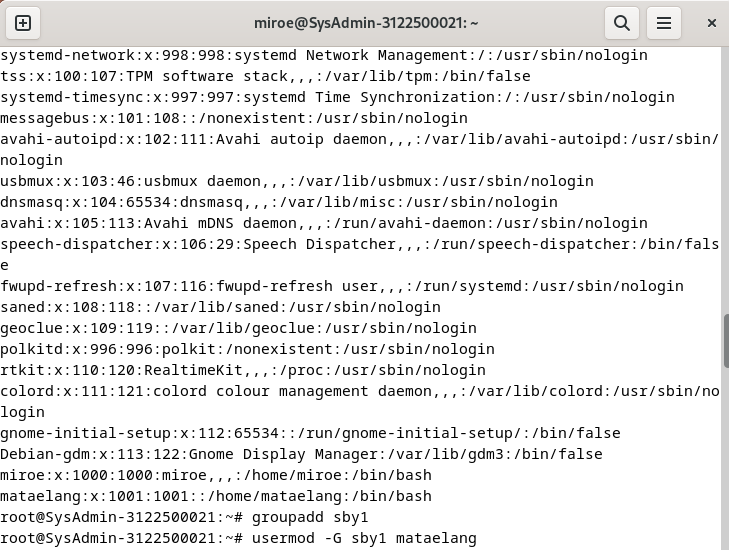 miroe@SysAdmin-3122500021: ~
systemd-network:x:998:998:systemd Network Management:/:/usr/sbin/nologin
tss:x:100:107:TPM software stack,,,:/var/lib/tpm:/bin/false
systemd-timesync:x:997:997:systemd Time Synchronization:/:/usr/sbin/nologin
messagebus:x:101:108::/nonexistent:/usr/sbin/nologin
avahi-autoipd:x:102:111:Avahi autoip daemon,,,:/var/lib/avahi-autoipd:/usr/sbin/
nologin
usbmux:x:103:46:usbmux daemon,,,:/var/lib/usbmux:/usr/sbin/nologin
dnsmasq:x:104:65534:dnsmasq,,,:/var/lib/misc:/usr/sbin/nologin
avahi:x:105:113:Avahi mDNS daemon,,,:/run/avahi-daemon:/usr/sbin/nologin
speech-dispatcher:x:106:29:Speech Dispatcher,,,:/run/speech-dispatcher:/bin/fals
e
fwupd-refresh:x:107:116:fwupd-refresh user,,,:/run/systemd:/usr/sbin/nologin
saned:x:108:118::/var/lib/saned:/usr/sbin/nologin
geoclue:x:109:119::/var/lib/geoclue:/usr/sbin/nologin
polkitd:x:996:996:polkit:/nonexistent:/usr/sbin/nologin
rtkit:x:110:120:RealtimeKit,,,:/proc:/usr/sbin/nologin
colord:x:111:121:colord colour management daemon,,,:/var/lib/colord:/usr/sbin/no
login
gnome-initial-setup:x:112:65534::/run/gnome-initial-setup/:/bin/false
Debian-gdm:x:113:122:Gnome Display Manager:/var/lib/gdm3:/bin/false
miroe:x:1000:1000:miroe,,,:/home/miroe:/bin/bash
mataelang:x:1001:1001::/home/mataelang:/bin/bash
root@SysAdmin-3122500021:~# groupadd sby1
root@SysAdmin-3122500021:~# usermod -G sby1 mataelang